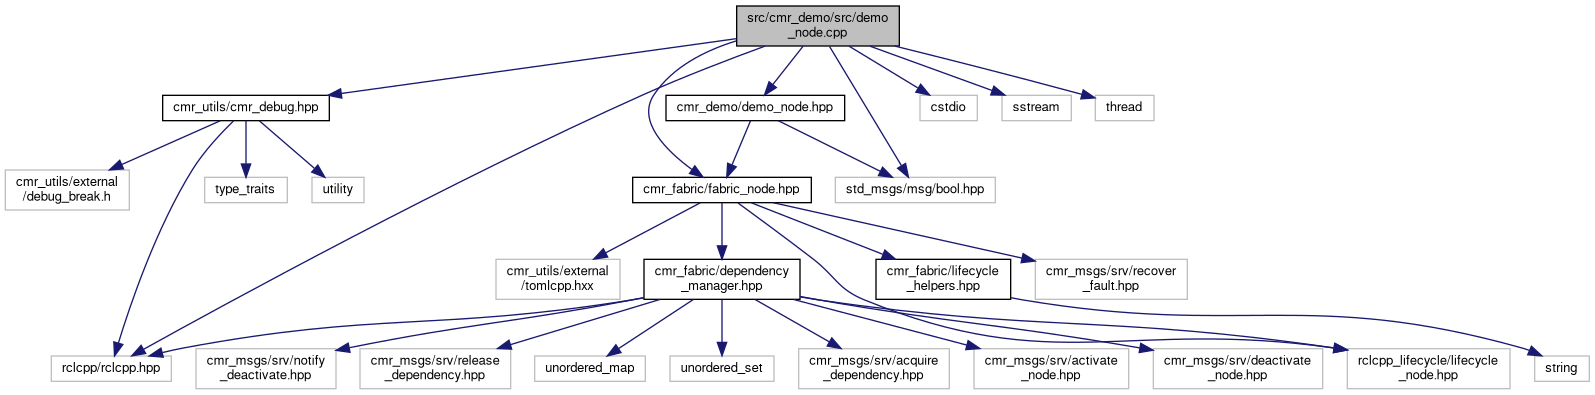 src/cmr_demo/src/demo
_node.cpp
cmr_utils/cmr_debug.hpp
cmr_demo/demo_node.hpp
cstdio
sstream
thread
cmr_utils/external
/debug_break.h
type_traits
utility
cmr_fabric/fabric_node.hpp
std_msgs/msg/bool.hpp
cmr_utils/external
/tomlcpp.hxx
cmr_fabric/dependency
_manager.hpp
cmr_fabric/lifecycle
_helpers.hpp
cmr_msgs/srv/recover
_fault.hpp
rclcpp/rclcpp.hpp
cmr_msgs/srv/notify
_deactivate.hpp
cmr_msgs/srv/release
_dependency.hpp
unordered_map
unordered_set
cmr_msgs/srv/acquire
_dependency.hpp
cmr_msgs/srv/activate
_node.hpp
cmr_msgs/srv/deactivate
_node.hpp
rclcpp_lifecycle/lifecycle
_node.hpp
string